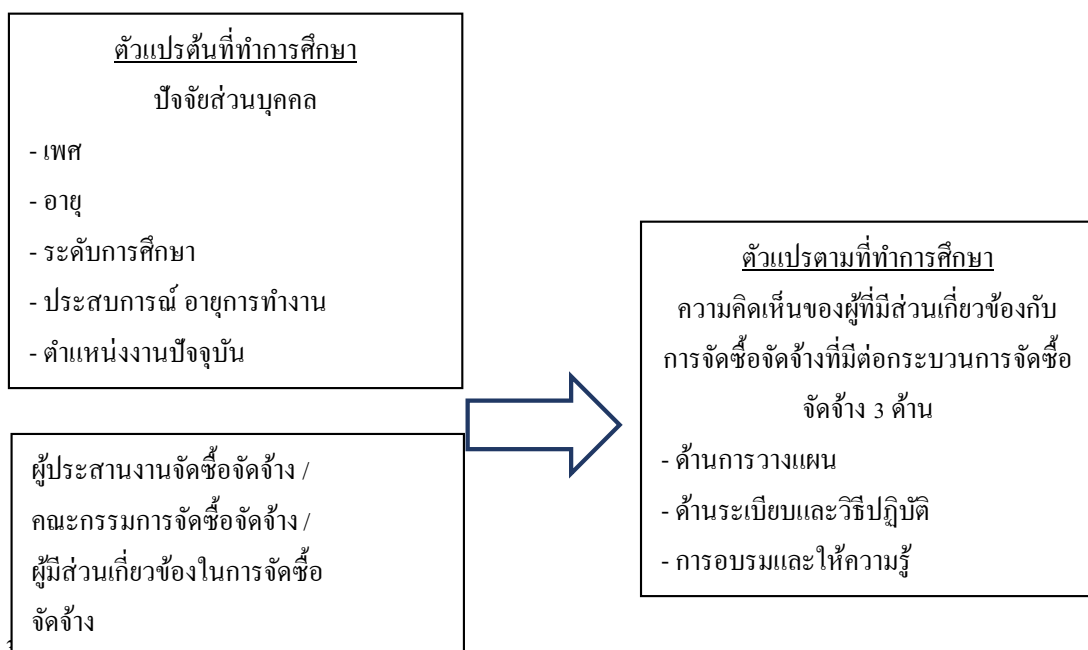 ตัวแปรต้นที่ทำการศึกษา
ปัจจัยส่วนบุคคล
- เพศ
- อายุ
- ระดับการศึกษา
- ประสบการณ์ อายุการทำงาน
- ตำแหน่งงานปัจจุบัน
ผู้ประสานงานจัดซื้อจัดจ้าง /
คณะกรรมการจัดซื้อจัดจ้าง /
ผู้มีส่วนเกี่ยวข้องในการจัดซื้อ
จัดจ้าง
ตัวแปรตามที่ทำการศึกษา
ความคิดเห็นของผู้ที่มีส่วนเกี่ยวข้องกับ
การจัดซื้อจัดจ้างที่มีต่อกระบวนการจัดซื้อ
จัดจ้าง 3 ด้าน
- ด้านการวางแผน
- ด้านระเบียบและวิธีปฏิบัติ
- การอบรมและให้ความรู้